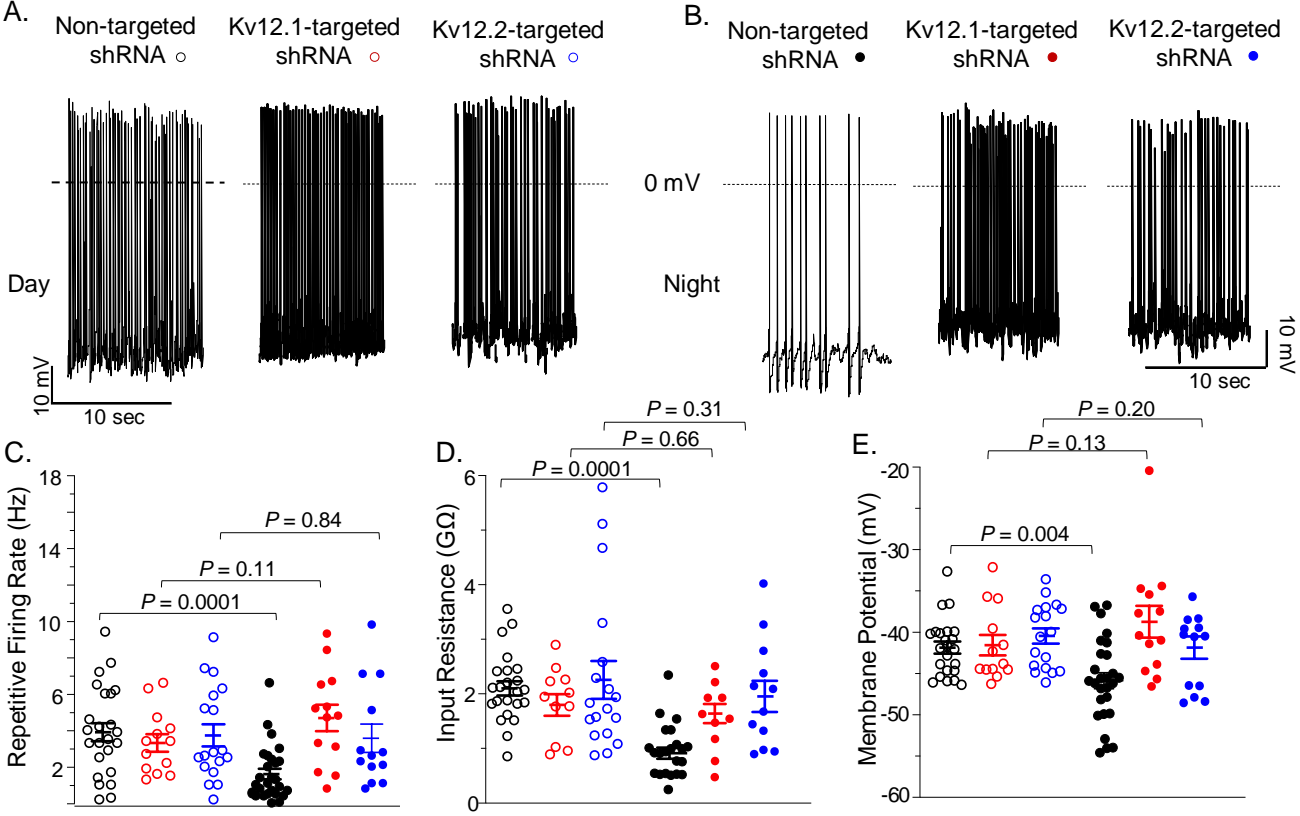 A.
Non-targeted
shRNA
Kv12.1-targeted
shRNA
Kv12.2-targeted
shRNA
Day
10 mV
10 sec
B.
Non-targeted
shRNA
Kv12.1-targeted
shRNA
Kv12.2-targeted
shRNA
0 mV
Night
10 mV
10 sec
C.
Repetitive Firing Rate (Hz)
18
14
10
6
2
P = 0.0001
P = 0.11
P = 0.84
D.
Input Resistance (GΩ)
6
4
2
0
P = 0.0001
P = 0.66
P = 0.31
E.
Membrane Potential (mV)
-20
-30
-40
-50
-60
P = 0.004
P = 0.13
P = 0.20